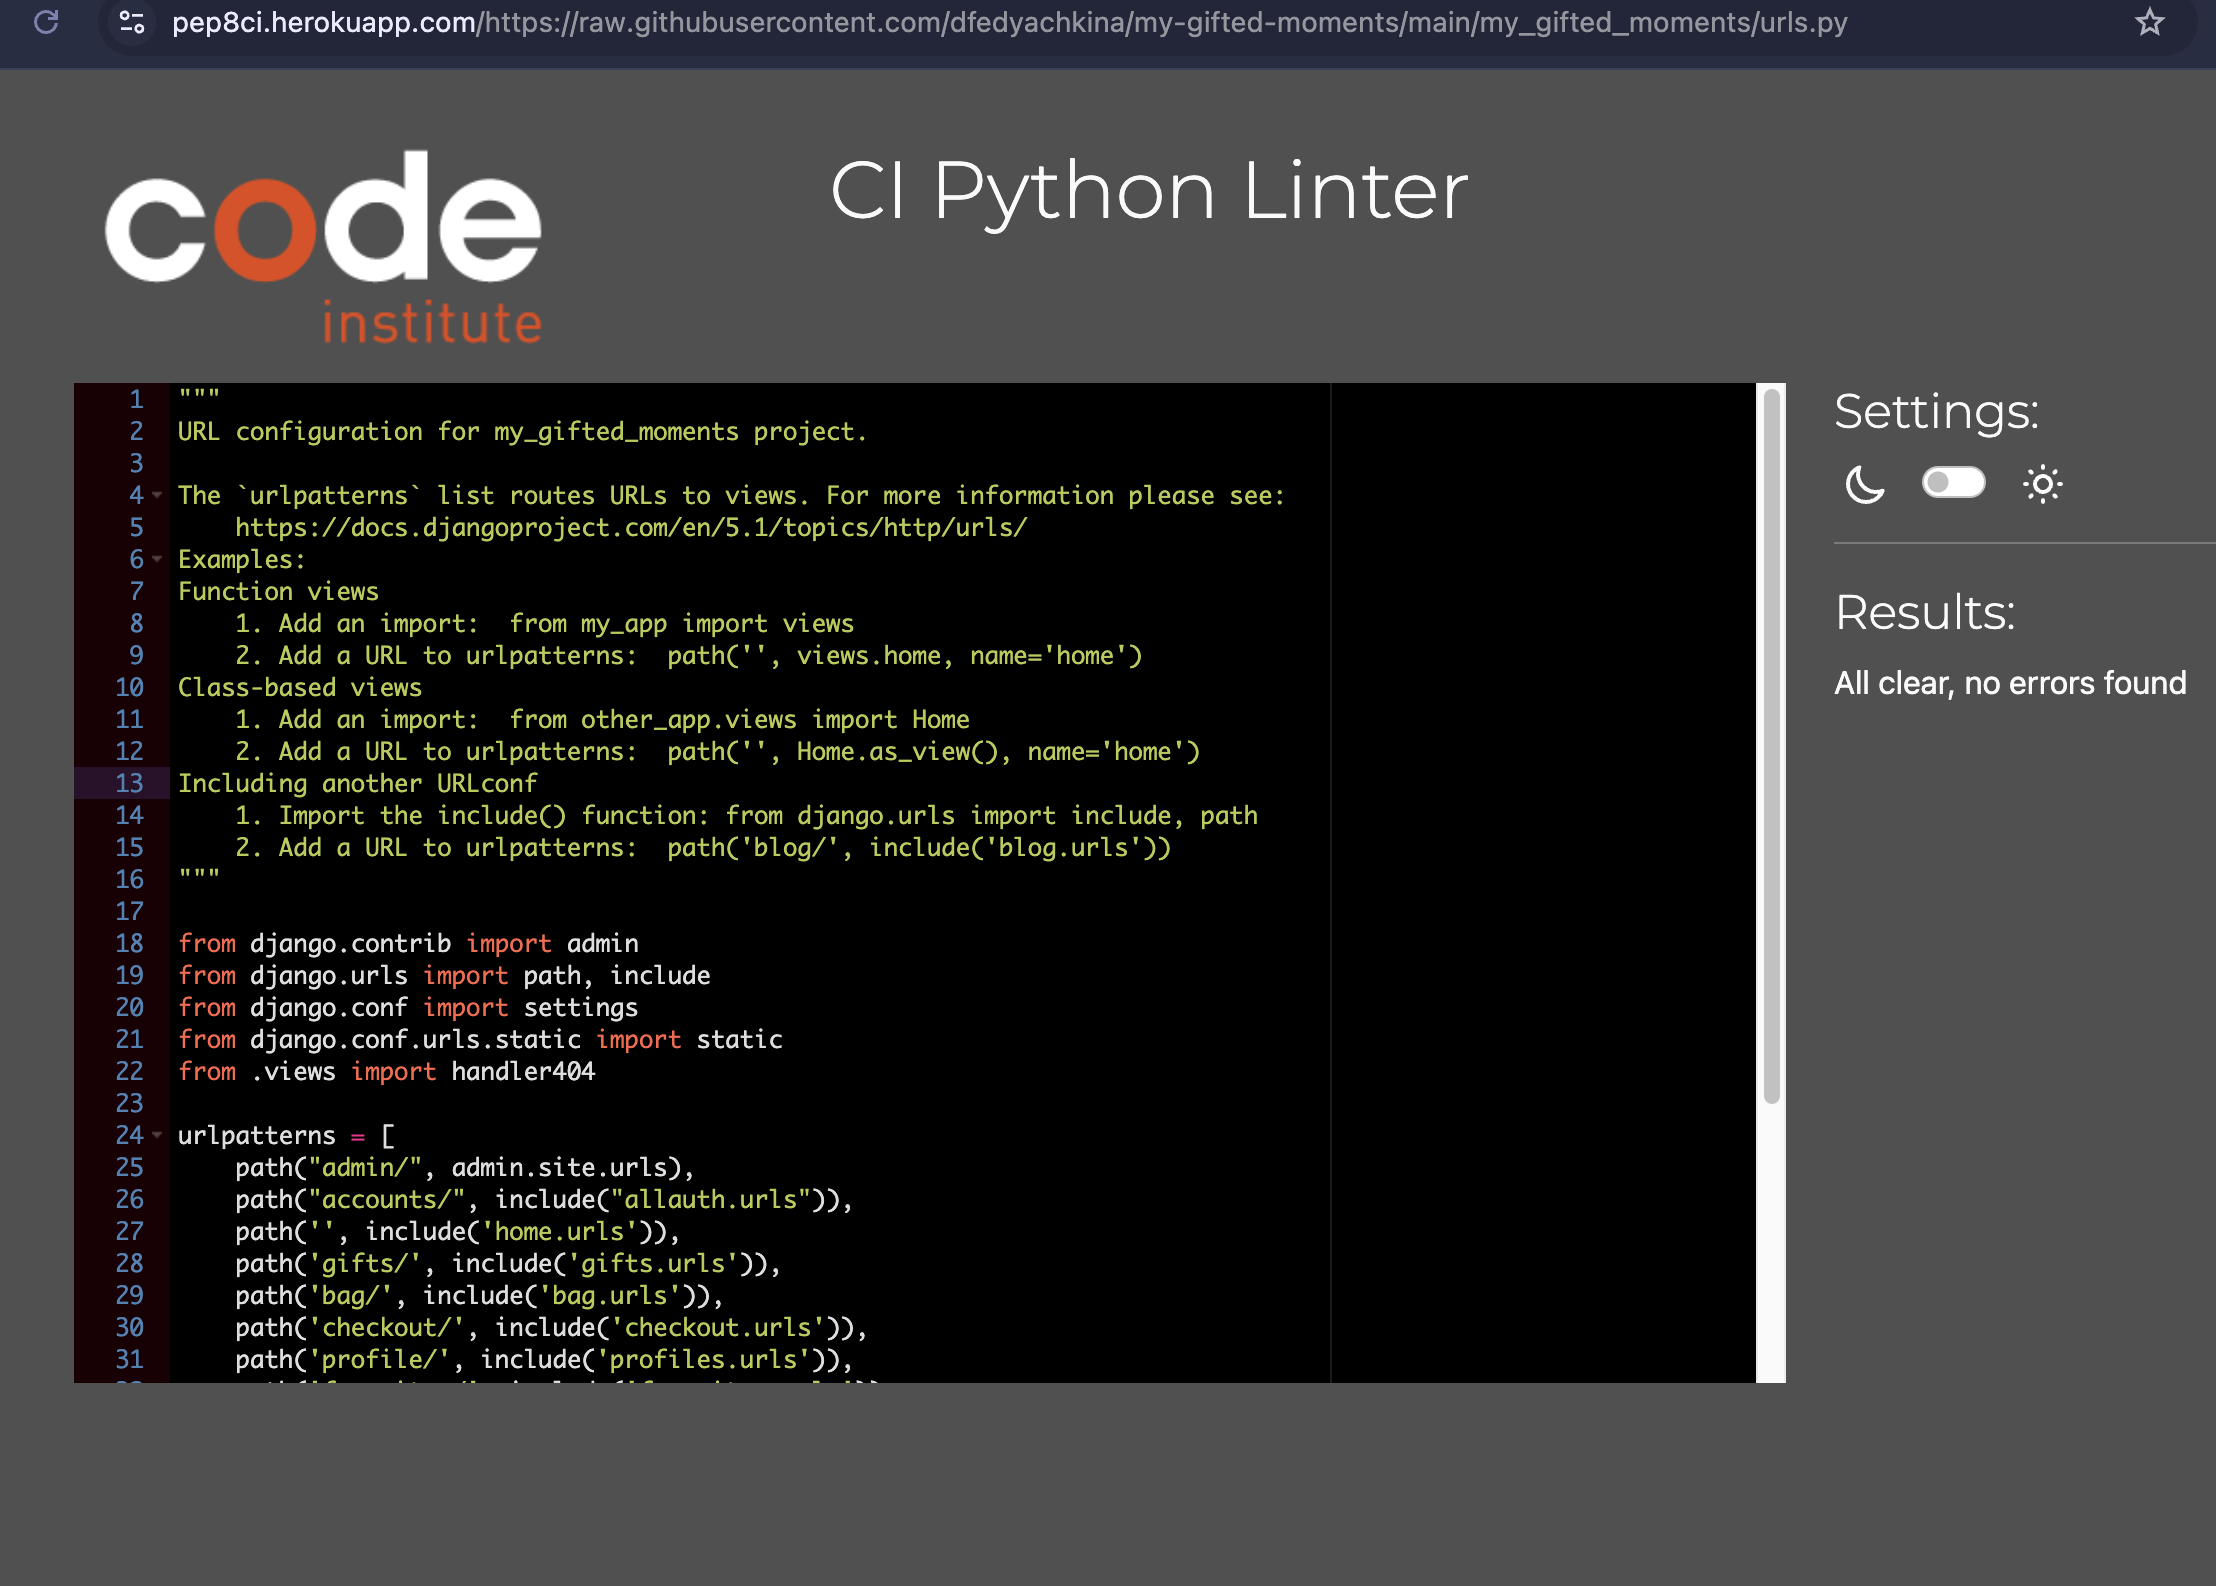 pep8ci.herokuapp.com/https://raw.githubusercontent.com/dfedyachkina/my-gifted-moments/main/my_gifted_moments/urls.py
code
institute
CI Python Linter
1 """
2 URL configuration for my_gifted_moments project.
3
4 The `urlpatterns` list routes URLs to views. For more information please see:
5     https://docs.djangoproject.com/en/5.1/topics/http/urls/
6 Examples:
7 Function views
8     1. Add an import:  from my_app import views
9     2. Add a URL to urlpatterns:  path('', views.home, name='home')
10 Class-based views
11     1. Add an import:  from other_app.views import Home
12     2. Add a URL to urlpatterns:  path('', Home.as_view(), name='home')
13 Including another URLconf
14     1. Import the include() function: from django.urls import include, path
15     2. Add a URL to urlpatterns:  path('blog/', include('blog.urls'))
16 """
17
18 from django.contrib import admin
19 from django.urls import path, include
20 from django.conf import settings
21 from django.conf.urls.static import static
22 from .views import handler404
23
24 urlpatterns = [
25     path("admin/", admin.site.urls),
26     path("accounts/", include("allauth.urls")),
27     path('', include('home.urls')),
28     path('gifts/', include('gifts.urls')),
29     path('bag/', include('bag.urls')),
30     path('checkout/', include('checkout.urls')),
31     path('profile/', include('profiles.urls')),
Settings:
Results:
All clear, no errors found